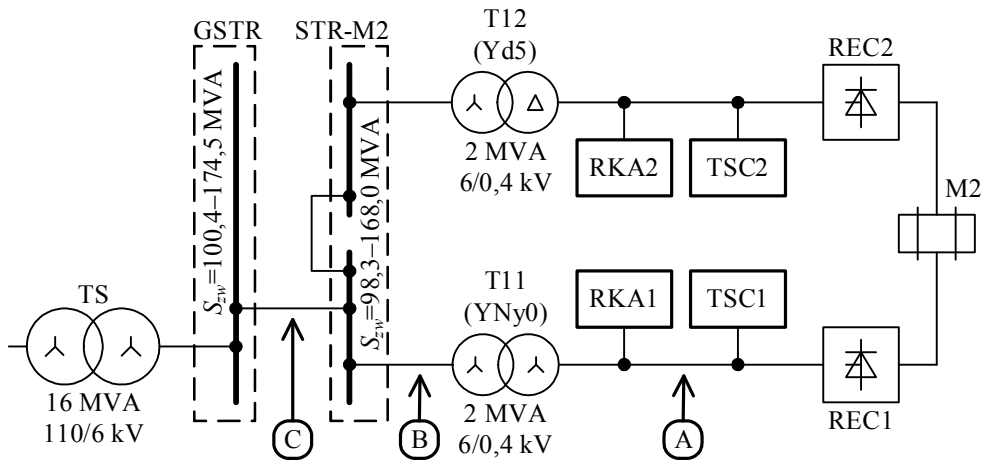 GSTR
STR-M2
T12
(Yd5)
REC2
S_zw=100,4–174,5 MVA
S_zw=98,3–168,0 MVA
2 MVA
6/0,4 kV
RKA2
TSC2
M2
TS
T11
(YNy0)
RKA1
TSC1
16 MVA
110/6 kV
2 MVA
6/0,4 kV
REC1
C
B
A